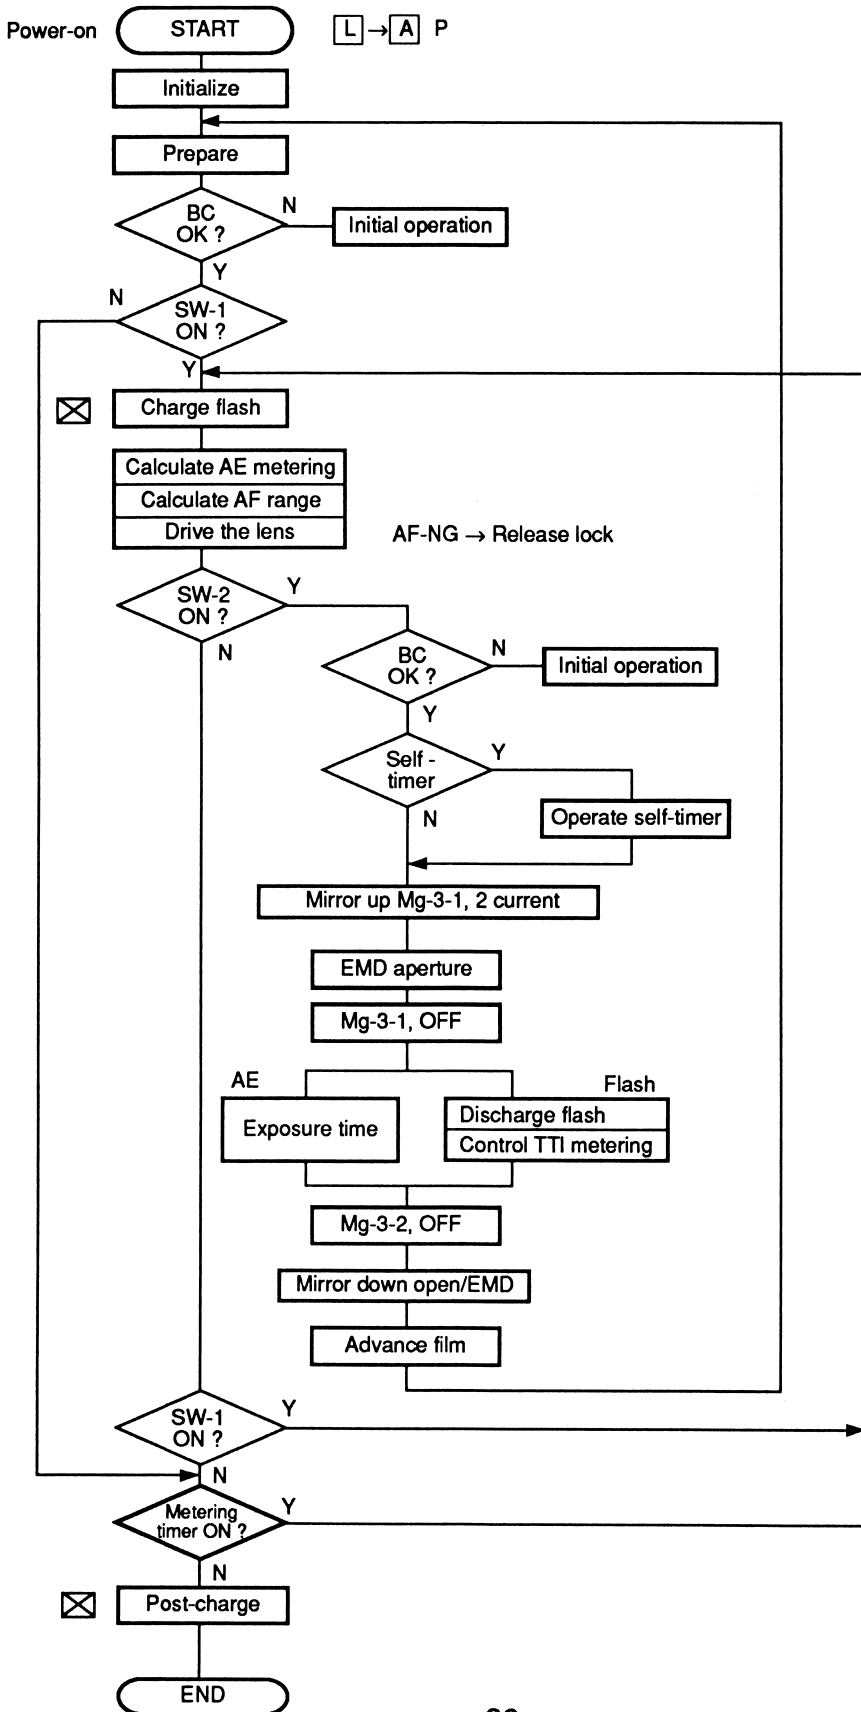 Power-on START L → A P
Initialize
Prepare
BC
OK ?
N
Initial operation
Y
N
SW-1
ON ?
Y
Charge flash
Calculate AE metering
Calculate AF range
Drive the lens
AF-NG → Release lock
SW-2
ON ?
Y
N
BC
OK ?
N
Initial operation
Y
Self -
timer
Y
N
Operate self-timer
Mirror up Mg-3-1, 2 current
EMD aperture
Mg-3-1, OFF
AE
Flash
Exposure time
Discharge flash
Control TTI metering
Mg-3-2, OFF
Mirror down open/EMD
Advance film
SW-1
ON ?
Y
N
Metering
timer ON ?
Y
N
Post-charge
END